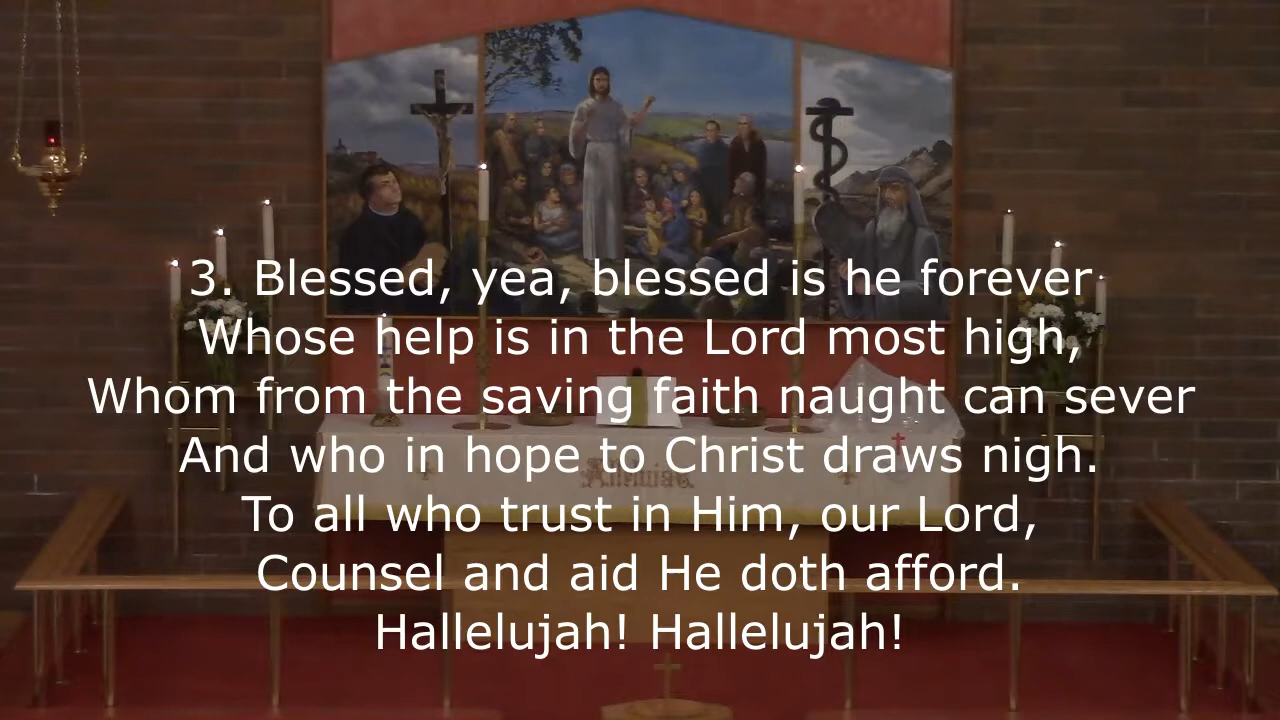 3. Blessed, yea, blessed is he forever
Whose help is in the Lord most high,
Whom from the saving faith naught can sever
And who in hope to Christ draws nigh.
To all who trust in Him, our Lord,
Counsel and aid He doth afford.
Hallelujah! Hallelujah!
Alleluia